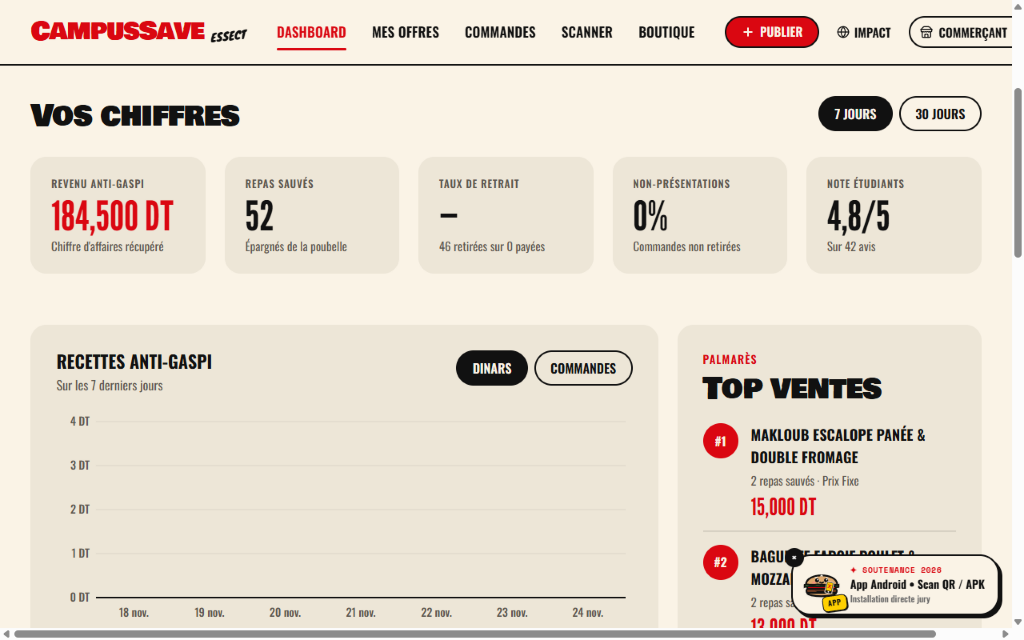 CAMPUSSAVE ESSECT
DASHBOARD MES OFFRES COMMANDES SCANNER BOUTIQUE + PUBLIER IMPACT COMMERÇANT
VOS CHIFFRES
7 JOURS 30 JOURS
REVENU ANTI-GASPI
184,500 DT
Chiffre d'affaires récupéré
REPAS SAUVÉS
52
Épargnés de la poubelle
TAUX DE RETRAIT
–
46 retirées sur 0 payées
NON-PRÉSENTATIONS
0%
Commandes non retirées
NOTE ÉTUDIANTS
4,8/5
Sur 42 avis
RECETTES ANTI-GASPI
Sur les 7 derniers jours
DINARS COMMANDES
4 DT
3 DT
2 DT
1 DT
0 DT
18 nov. 19 nov. 20 nov. 21 nov. 22 nov. 23 nov. 24 nov.
PALMARÈS
TOP VENTES
#1
MAKLOUB ESCALOPE PANÉE &
DOUBLE FROMAGE
2 repas sauvés · Prix Fixe
15,000 DT
#2
2 repas
✦ SOUTENANCE 2026
App Android • Scan QR / APK
Installation directe jury
APP